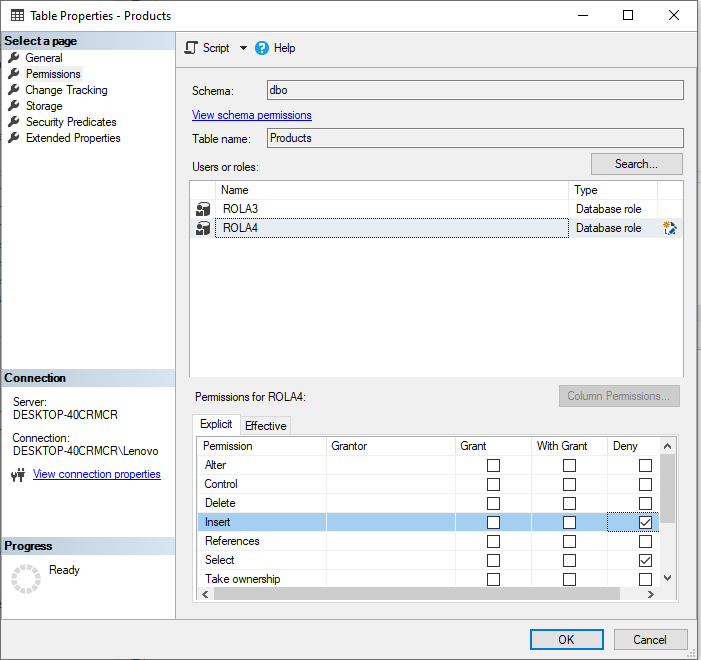 Table Properties - Products
Select a page
General
Permissions
Change Tracking
Storage
Security Predicates
Extended Properties
Script
Help
Schema: dbo
View schema permissions
Table name: Products
Users or roles: Search...
Name Type
ROLA3 Database role
ROLA4 Database role
Connection
Server:
DESKTOP-40CRMCR
Connection:
DESKTOP-40CRMCR\Lenovo
View connection properties
Progress
Ready
Permissions for ROLA4: Column Permissions...
Explicit Effective
Permission Grantor Grant With Grant Deny
Alter
Control
Delete
Insert
References
Select
Take ownership
OK Cancel